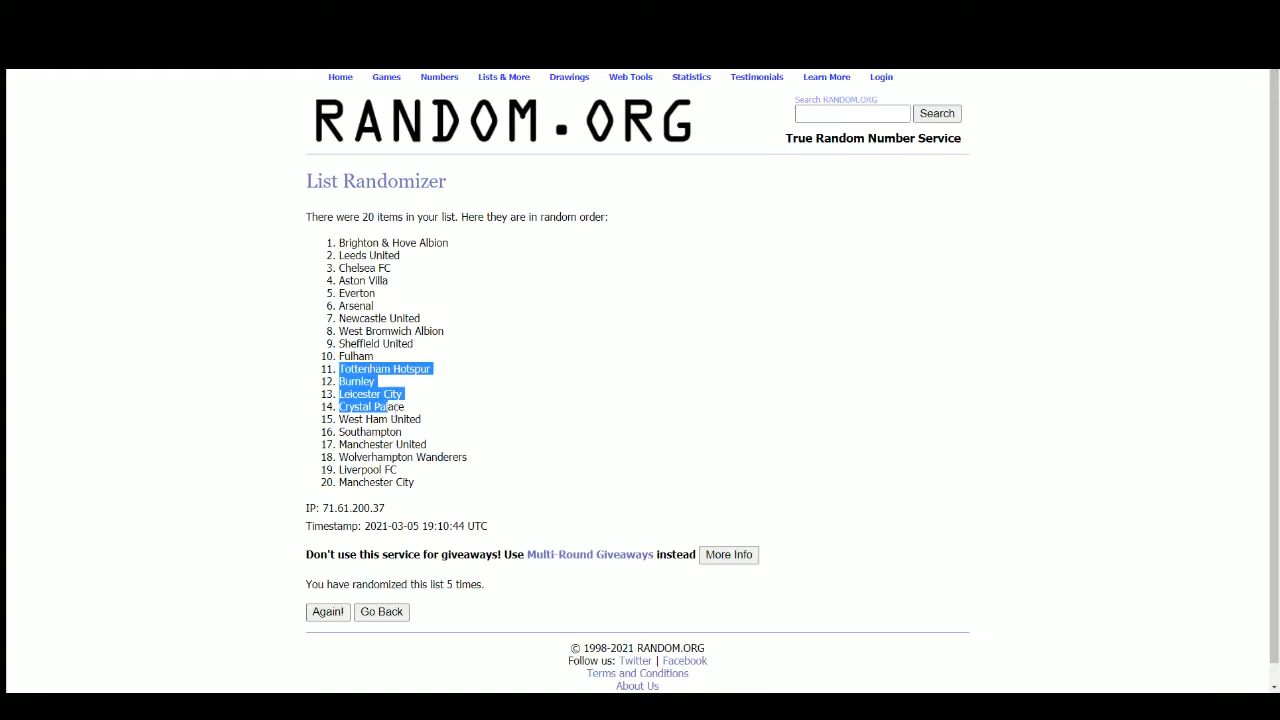 Home Games Numbers Lists & More Drawings Web Tools Statistics Testimonials Learn More Login
RANDOM.ORG
Search RANDOM.ORG
Search
True Random Number Service
List Randomizer
There were 20 items in your list. Here they are in random order:
1. Brighton & Hove Albion
2. Leeds United
3. Chelsea FC
4. Aston Villa
5. Everton
6. Arsenal
7. Newcastle United
8. West Bromwich Albion
9. Sheffield United
10. Fulham
11. Tottenham Hotspur
12. Burnley
13. Leicester City
14. Crystal Palace
15. West Ham United
16. Southampton
17. Manchester United
18. Wolverhampton Wanderers
19. Liverpool FC
20. Manchester City
IP: 71.61.200.37
Timestamp: 2021-03-05 19:10:44 UTC
Don't use this service for giveaways! Use Multi-Round Giveaways instead More Info
You have randomized this list 5 times.
Again! Go Back
© 1998-2021 RANDOM.ORG
Follow us: Twitter | Facebook
Terms and Conditions
About Us